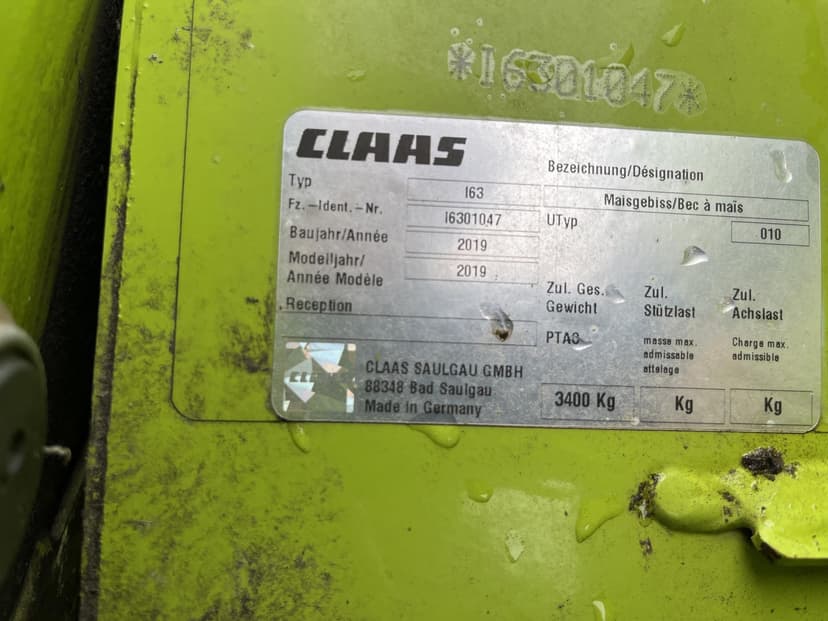 *I6301047*
CLAAS
Bezeichnung/Désignation
Typ I63 Maisgebiss/Bec à maïs
Fz.-Ident.-Nr. I6301047 UTyp 010
Baujahr/Année 2019
Modelljahr/
Année Modèle 2019
Reception
Zul. Ges. Gewicht
Zul. Stützlast
Zul. Achslast
PTAC
masse max. admissable attelage
Charge max. admissible
3400 Kg Kg Kg
CLAAS SAULGAU GMBH
88348 Bad Saulgau
Made in Germany